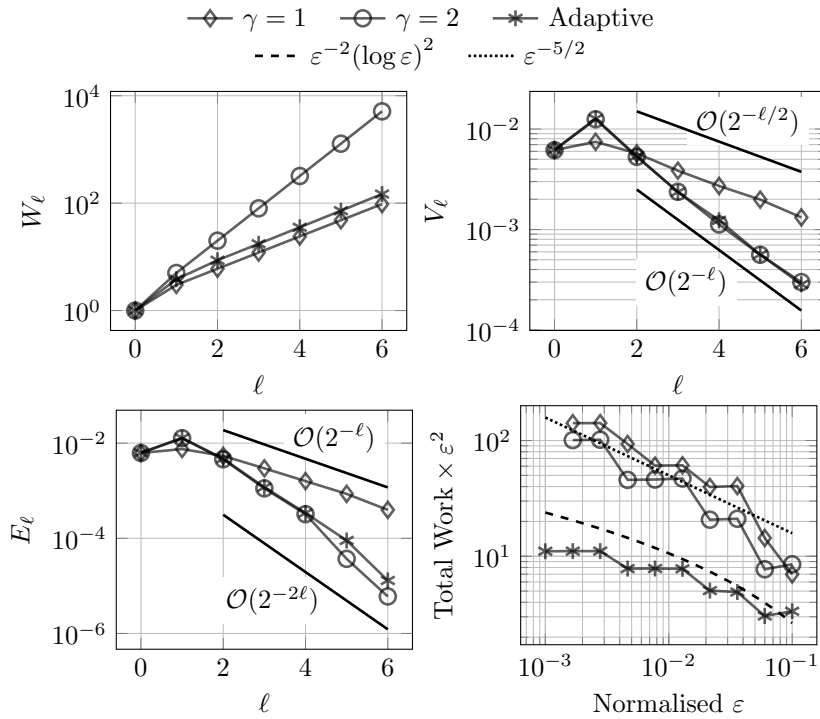 γ = 1 γ = 2 Adaptive
ε^{-2}(log ε)^2 ε^{-5/2}
10^4
10^2
10^0
W_ℓ
0 2 4 6
ℓ
10^{-2}
10^{-3}
10^{-4}
V_ℓ
O(2^{-ℓ/2})
O(2^{-ℓ})
0 2 4 6
ℓ
10^{-2}
10^{-4}
10^{-6}
E_ℓ
O(2^{-ℓ})
O(2^{-2ℓ})
0 2 4 6
ℓ
10^2
10^1
Total Work × ε^2
10^{-3} 10^{-2} 10^{-1}
Normalised ε